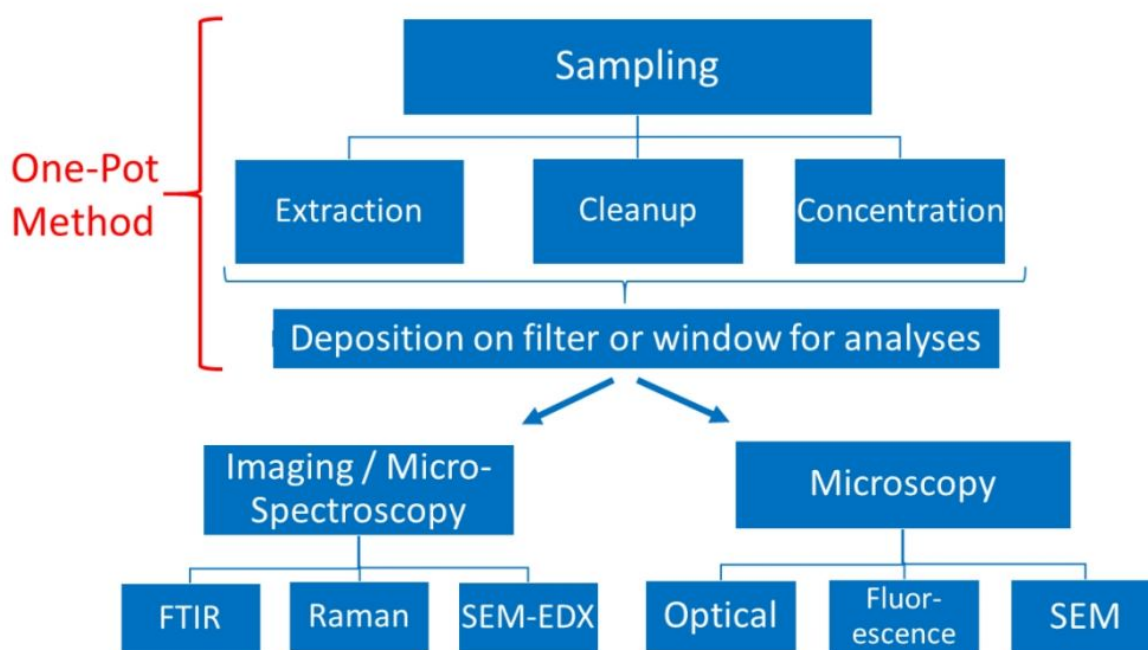 Sampling
One-Pot
Method
Extraction
Cleanup
Concentration
Deposition on filter or window for analyses
Imaging / Micro-
Spectroscopy
Microscopy
FTIR
Raman
SEM-EDX
Optical
Fluor-
escence
SEM